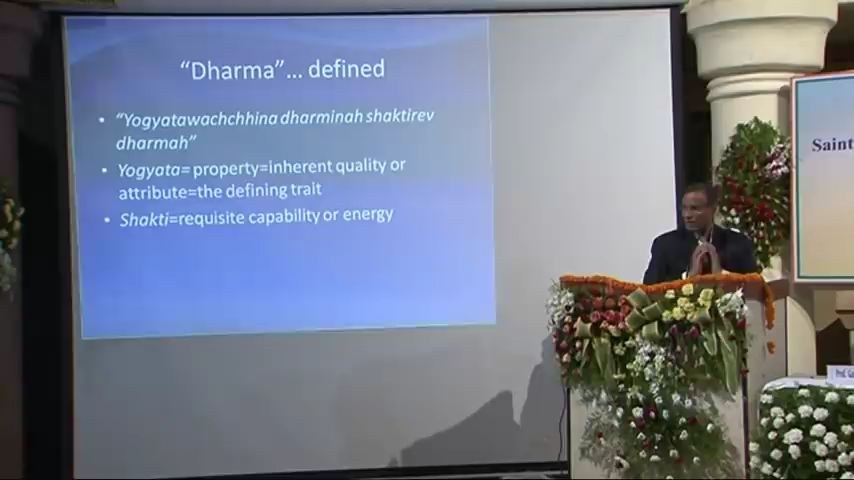 “Dharma”... defined
• “Yogyatawachchhina dharminah shaktirev
dharmah”
• Yogyata= property=inherent quality or
attribute=the defining trait
• Shakti=requisite capability or energy
Saint
Prof.